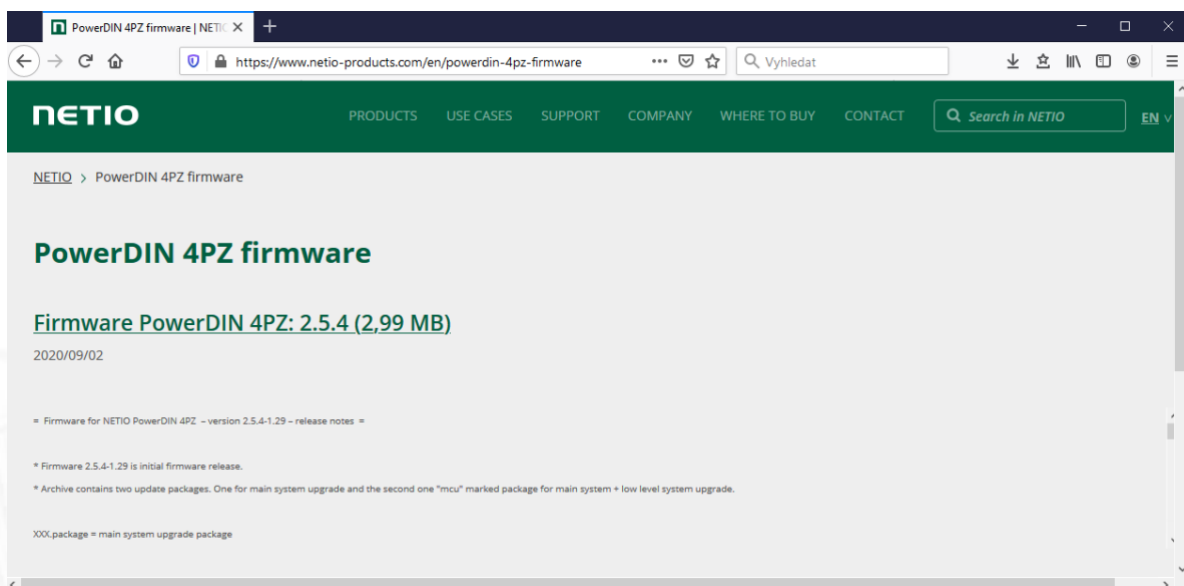 PowerDIN 4PZ firmware | NETIO
https://www.netio-products.com/en/powerdin-4pz-firmware
Vyhledat
NETIO
PRODUCTS USE CASES SUPPORT COMPANY WHERE TO BUY CONTACT Search in NETIO EN
NETIO > PowerDIN 4PZ firmware
PowerDIN 4PZ firmware
Firmware PowerDIN 4PZ: 2.5.4 (2,99 MB)
2020/09/02
= Firmware for NETIO PowerDIN 4PZ – version 2.5.4-1.29 – release notes =
* Firmware 2.5.4-1.29 is initial firmware release.
* Archive contains two update packages. One for main system upgrade and the second one "mcu" marked package for main system + low level system upgrade.
XXX.package = main system upgrade package